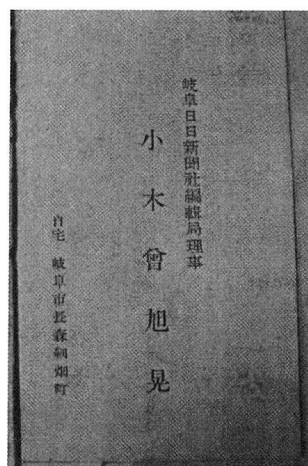 岐阜日日新聞社編輯局理事
小木曾旭晃
自宅 岐阜市長森細畑町